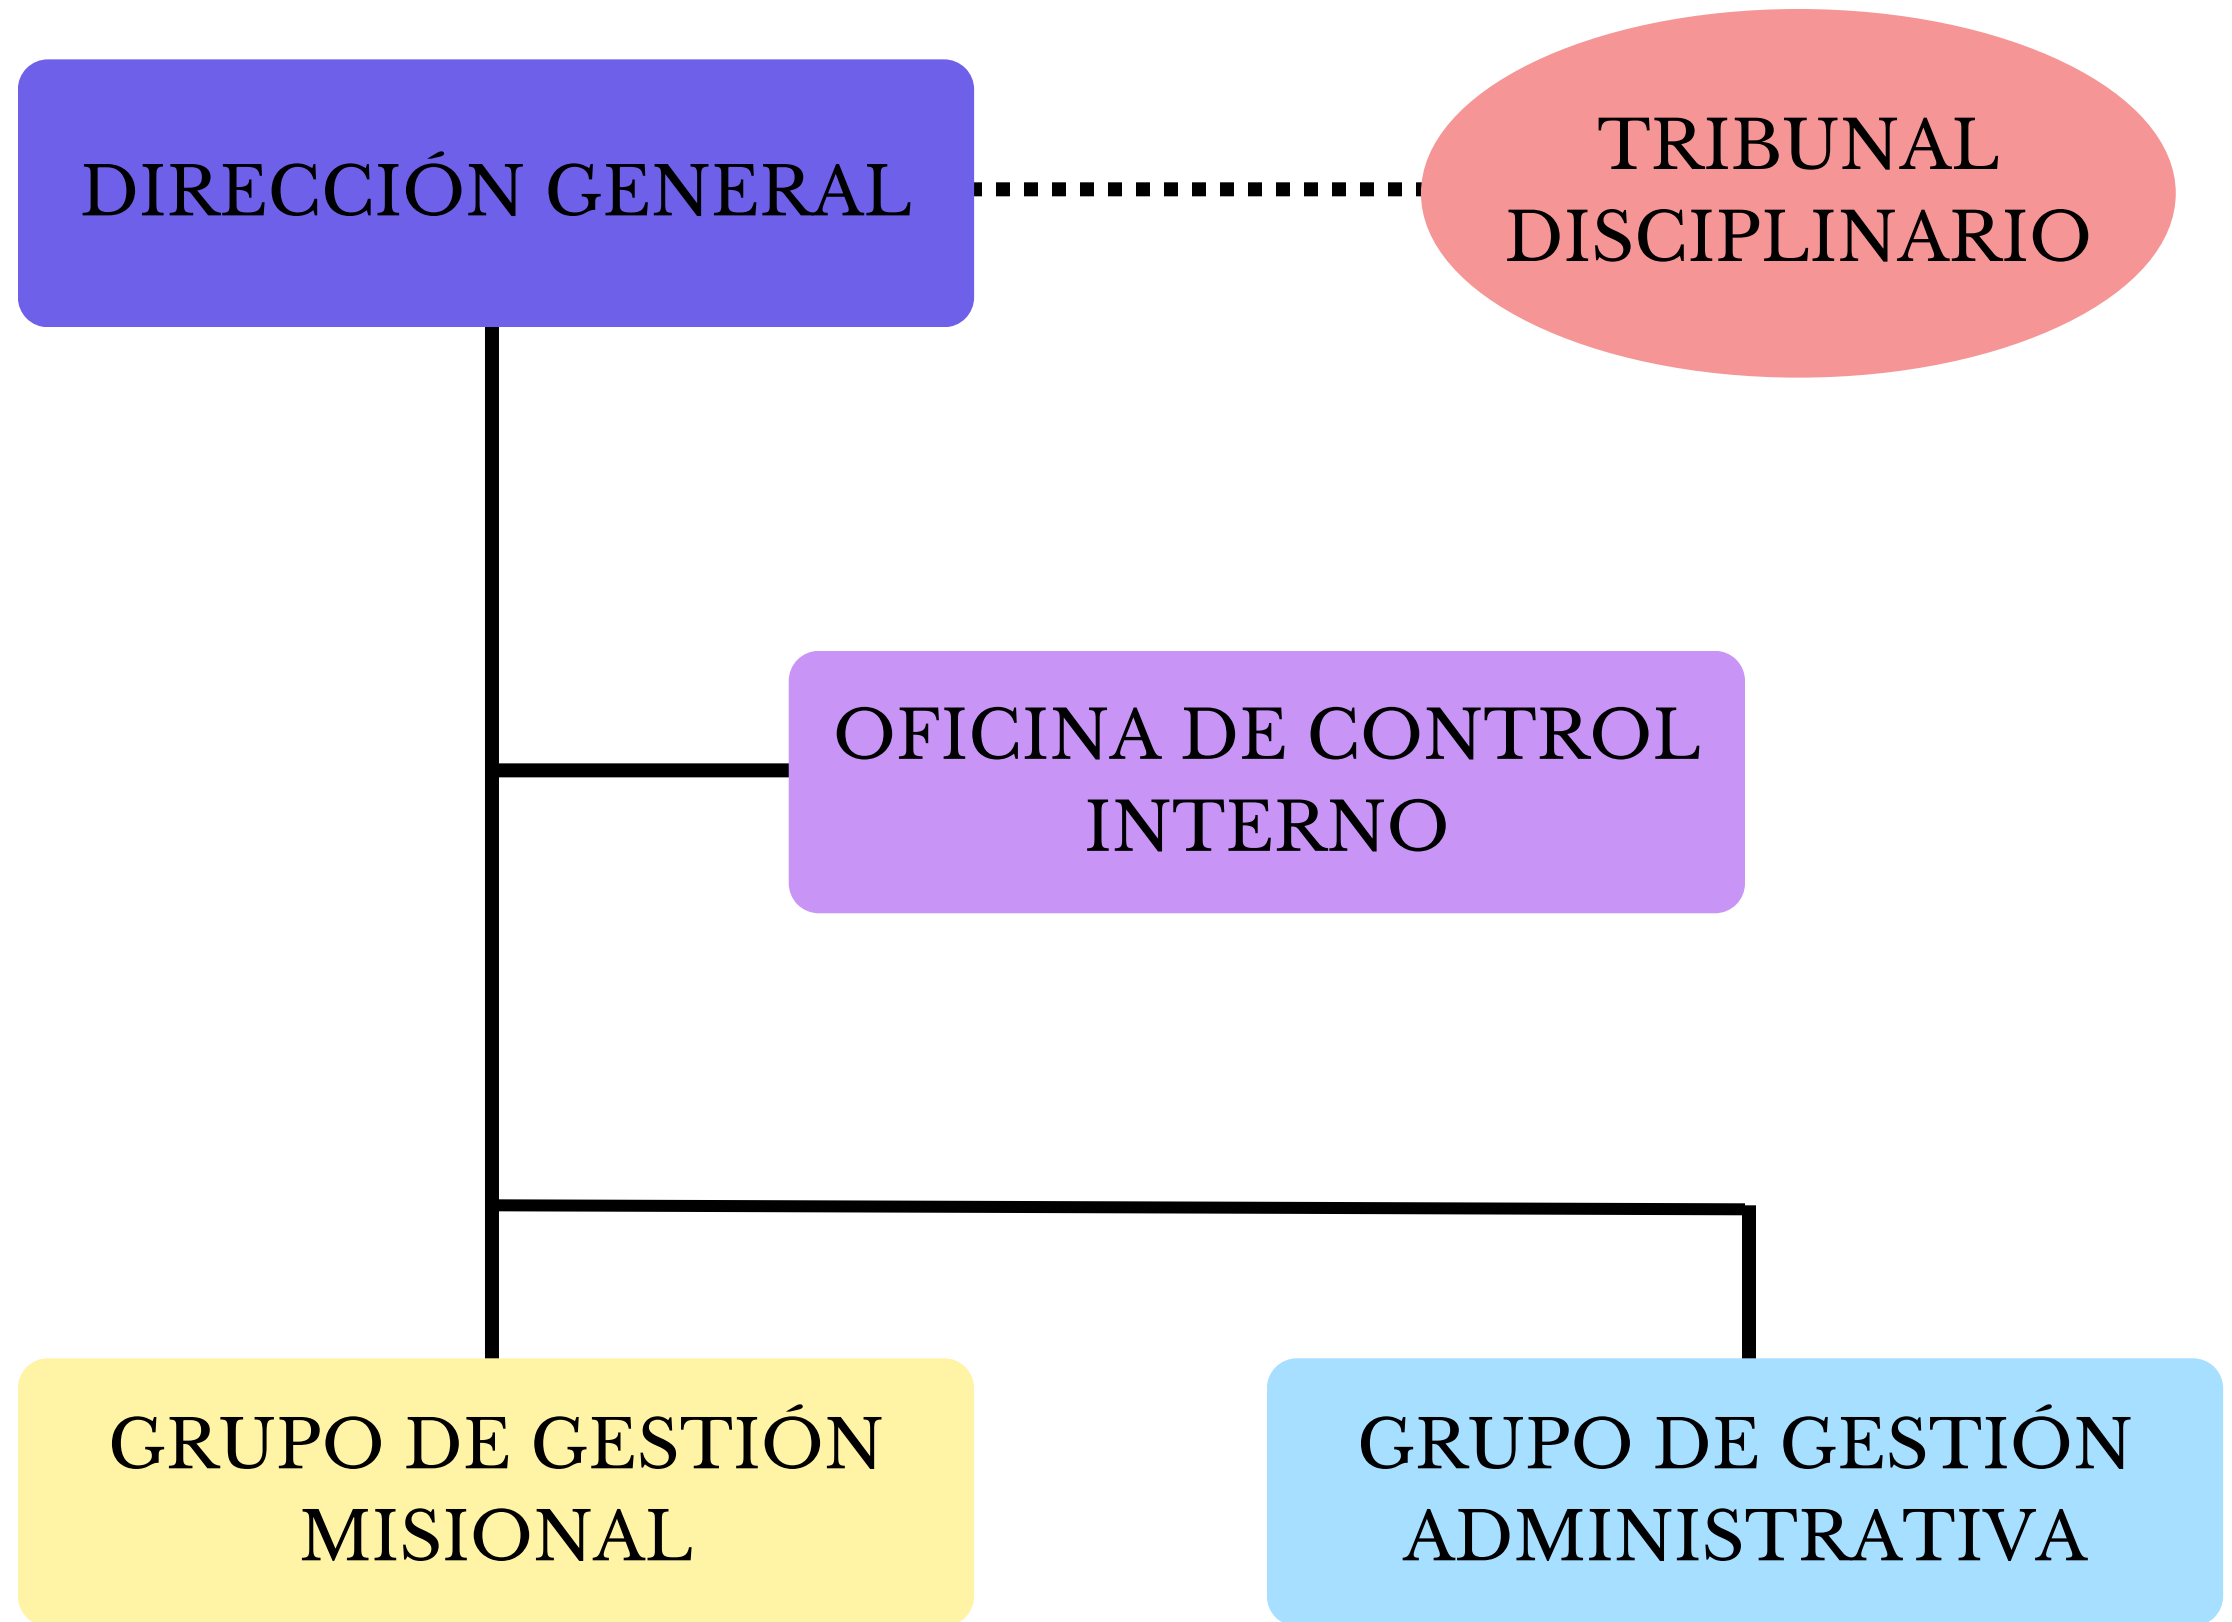 DIRECCIÓN GENERAL
TRIBUNAL
DISCIPLINARIO
OFICINA DE CONTROL
INTERNO
GRUPO DE GESTIÓN
MISIONAL
GRUPO DE GESTIÓN
ADMINISTRATIVA